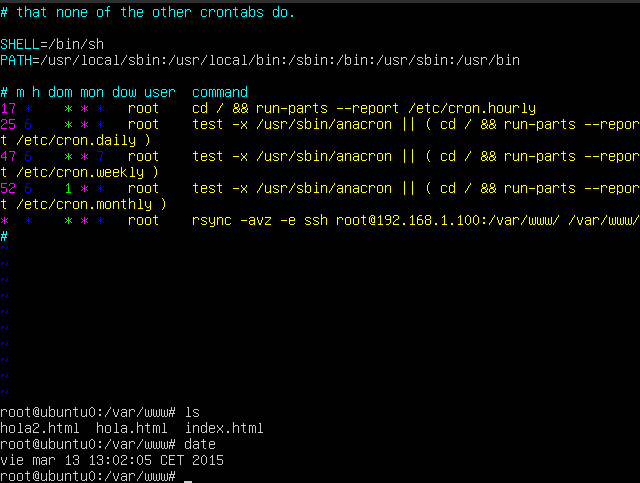 # that none of the other crontabs do.
SHELL=/bin/sh
PATH=/usr/local/sbin:/usr/local/bin:/sbin:/bin:/usr/sbin:/usr/bin
# m h dom mon dow user  command
17 *    * * *   root    cd / && run-parts --report /etc/cron.hourly
25 6    * * *   root    test -x /usr/sbin/anacron || ( cd / && run-parts --repor
t /etc/cron.daily )
47 6    * * 7   root    test -x /usr/sbin/anacron || ( cd / && run-parts --repor
t /etc/cron.weekly )
52 6    1 * *   root    test -x /usr/sbin/anacron || ( cd / && run-parts --repor
t /etc/cron.monthly )
* *    * * *   root    rsync -avz -e ssh root@192.168.1.100:/var/www/ /var/www/
#
~
~
~
~
~
~
~
~
~
~
root@ubuntu0:/var/www# ls
hola2.html  hola.html  index.html
root@ubuntu0:/var/www# date
vie mar 13 13:02:05 CET 2015
root@ubuntu0:/var/www# _